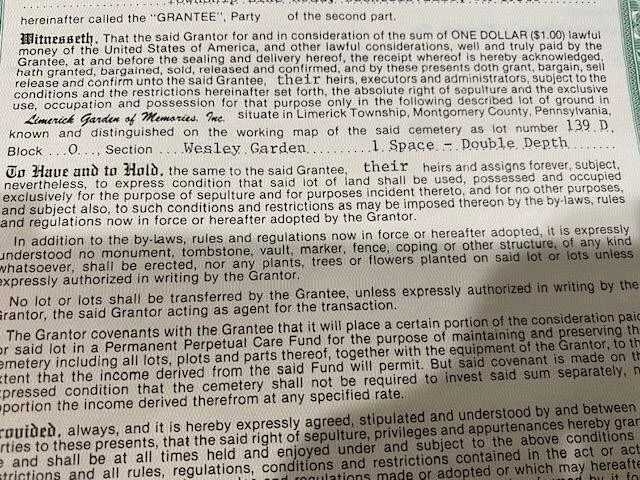 hereinafter called the "GRANTEE", Party of the second part.
Witnesseth, That the said Grantor for and in consideration of the sum of ONE DOLLAR ($1.00) lawful
money of the United States of America, and other lawful considerations, well and truly paid by the
Grantee, at and before the sealing and delivery hereof, the receipt whereof is hereby acknowledged,
hath granted, bargained, sold, released and confirmed, and by these presents doth grant, bargain, sell
release and confirm unto the said Grantee, their heirs, executors and administrators, subject to the
conditions and the restrictions hereinafter set forth, the absolute right of sepulture and the exclusive
use, occupation and possession for that purpose only in the following described lot of ground in
Limerick Garden of Memories, Inc. situate in Limerick Township, Montgomery County, Pennsylvania,
known and distinguished on the working map of the said cemetery as lot number 139 D,
Block ...O..., Section ....Wesley Garden..........1 Space - Double Depth........
To Have and to Hold, the same to the said Grantee, their heirs and assigns forever, subject,
nevertheless, to express condition that said lot of land shall be used, possessed and occupied
exclusively for the purpose of sepulture and for purposes incident thereto, and for no other purposes,
and subject also, to such conditions and restrictions as may be imposed thereon by the by-laws, rules
and regulations now in force or hereafter adopted by the Grantor.
In addition to the by-laws, rules and regulations now in force or hereafter adopted, it is expressly
understood no monument, tombstone, vault, marker, fence, coping or other structure, of any kind
whatsoever, shall be erected, nor any plants, trees or flowers planted on said lot or lots unless
expressly authorized in writing by the Grantor.
No lot or lots shall be transferred by the Grantee, unless expressly authorized in writing by the
Grantor, the said Grantor acting as agent for the transaction.
The Grantor covenants with the Grantee that it will place a certain portion of the consideration paid
or said lot in a Permanent Perpetual Care Fund for the purpose of maintaining and preserving th
emetery including all lots, plots and parts thereof, together with the equipment of the Grantor, to th
xtent that the income derived from the said Fund will permit. But said covenant is made on th
xpressed condition that the cemetery shall not be required to invest said sum separately, n
pportion the income derived therefrom at any specified rate.
rovided, always, and it is hereby expressly agreed, stipulated and understood by and between
rties to these presents, that the said right of sepulture, privileges and appurtenances hereby gran
e and shall be at all times held and enjoyed under and subject to the above conditions
strictions and all rules, regulations, conditions and restrictions contained in the act or act
regulations made or adopted or which may hereafte